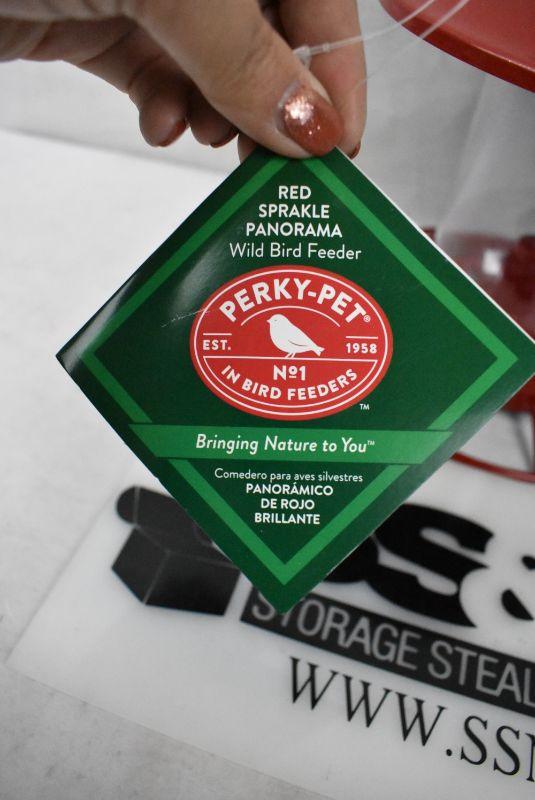 RED
SPRAKLE
PANORAMA
Wild Bird Feeder
PERKY-PET®
EST. 1958
Nº1
IN BIRD FEEDERS
TM
Bringing Nature to You™
Comedero para aves silvestres
PANORÁMICO
DE ROJO
BRILLANTE
S&
STORAGE STEAL
WWW.SS